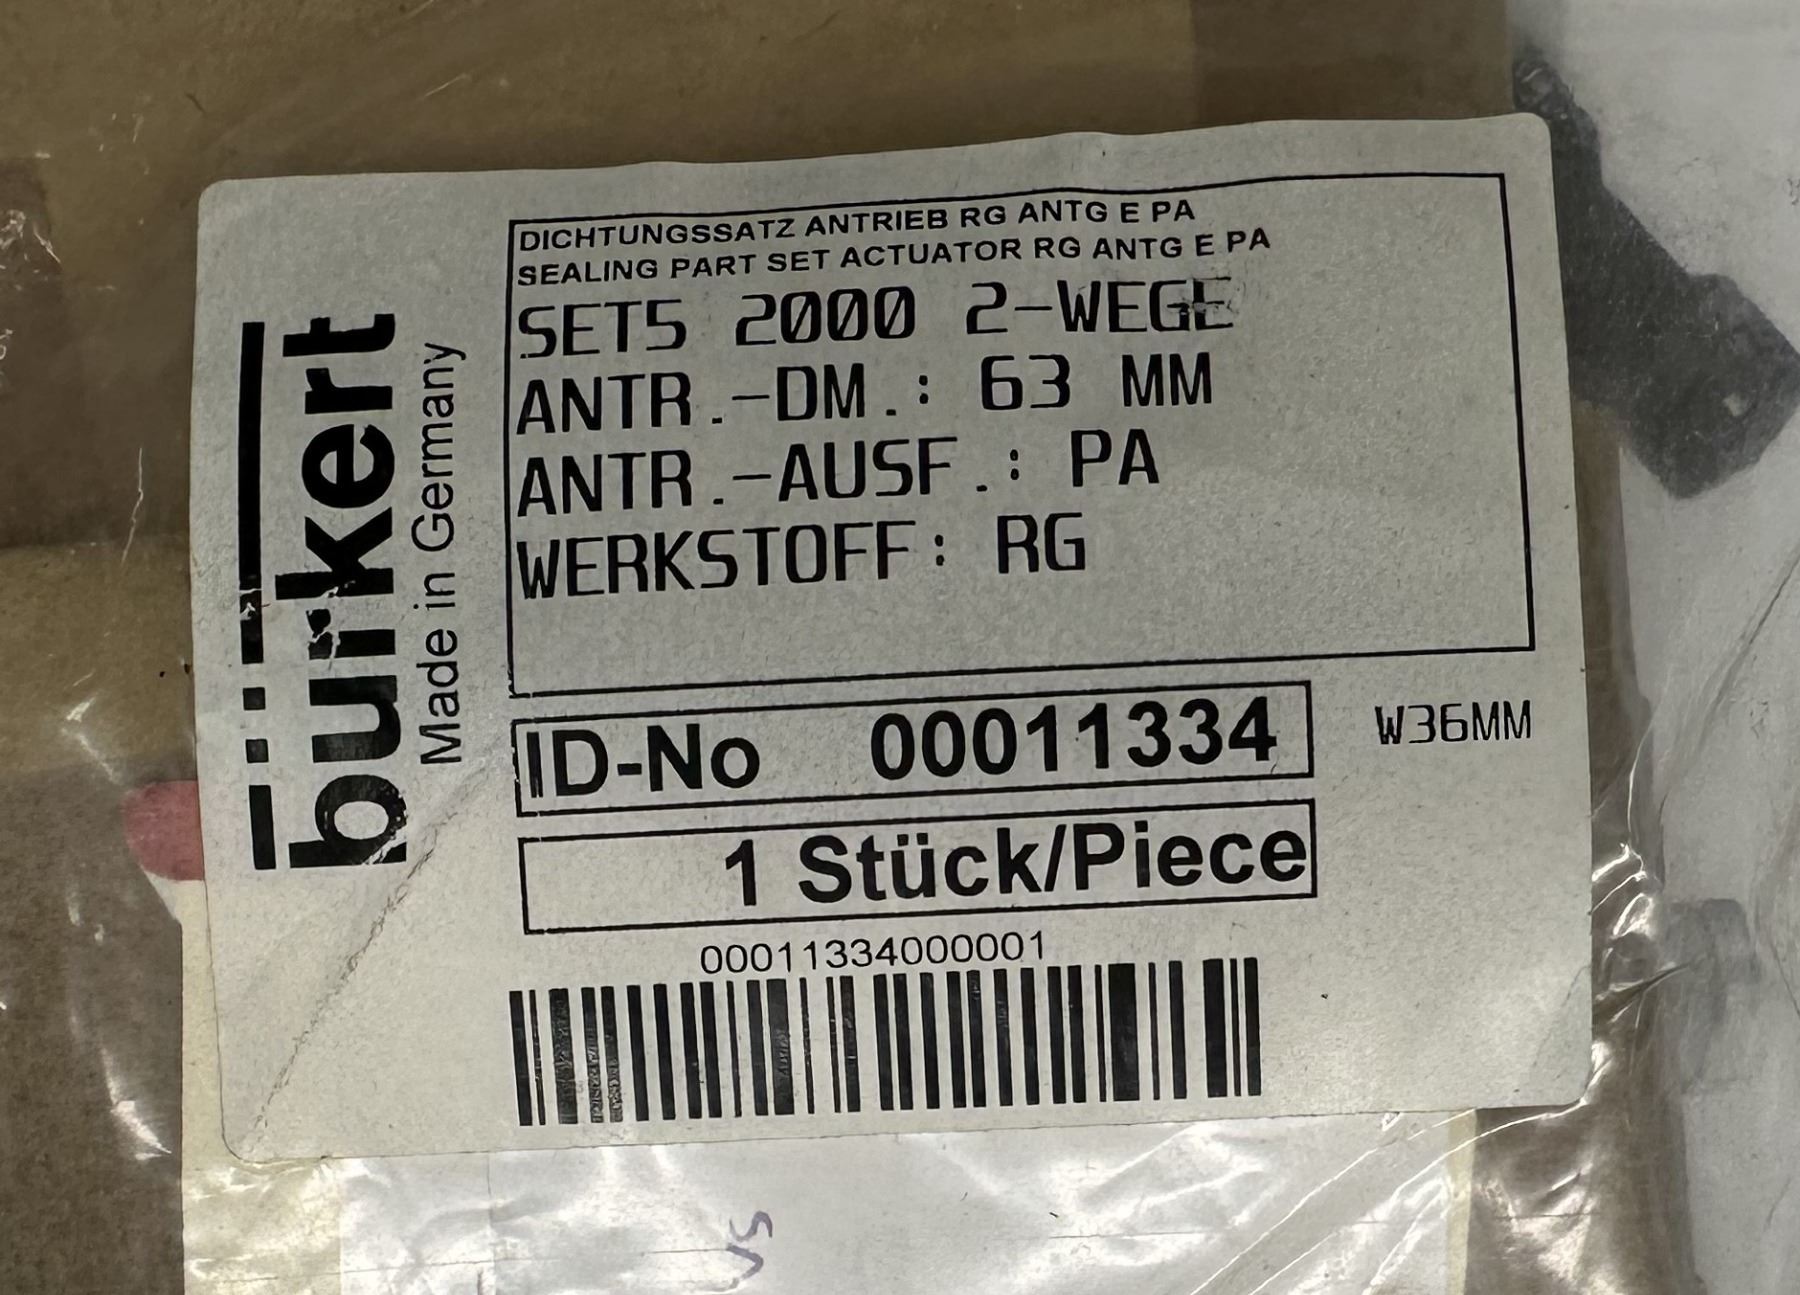 bürkert
Made in Germany
DICHTUNGSSATZ ANTRIEB RG ANTG E PA
SEALING PART SET ACTUATOR RG ANTG E PA
SET5 2000 2-WEGE
ANTR.-DM.: 63 MM
ANTR.-AUSF.: PA
WERKSTOFF: RG
ID-No 00011334
W36MM
1 Stück/Piece
00011334000001